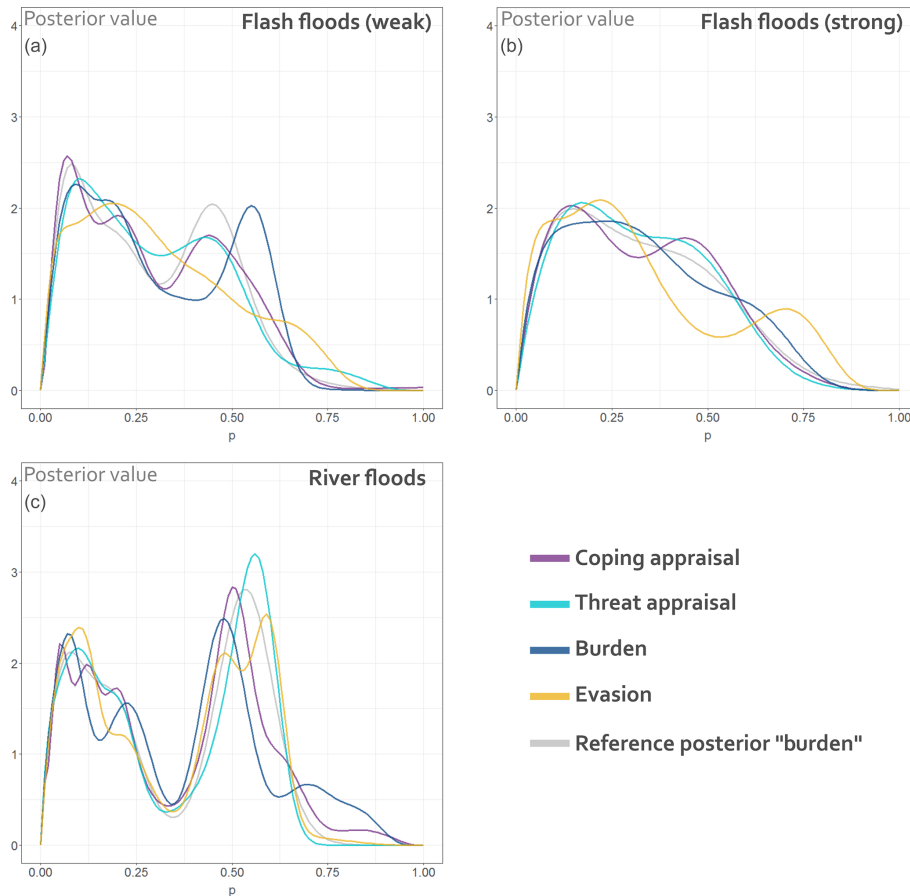 Posterior value
Flash floods (weak)
(a)
4
3
2
1
0
0.00 0.25 0.50 0.75 1.00
p
Posterior value
Flash floods (strong)
(b)
4
3
2
1
0
0.00 0.25 0.50 0.75 1.00
p
Posterior value
River floods
(c)
4
3
2
1
0
0.00 0.25 0.50 0.75 1.00
p
Coping appraisal
Threat appraisal
Burden
Evasion
Reference posterior "burden"